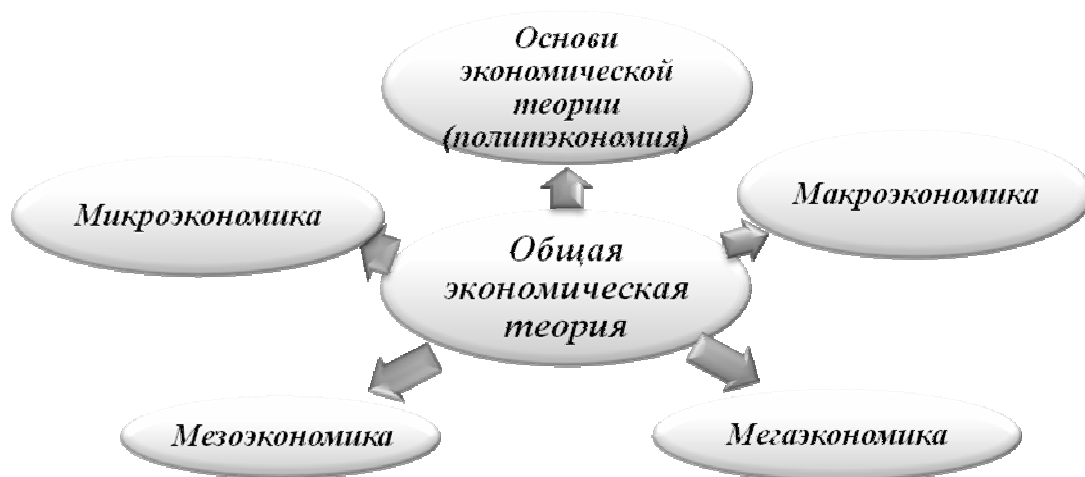 Основи
экономической
теории
(политэкономия)
Микроэкономика
Макроэкономика
Общая
экономическая
теория
Мезоэкономика
Мегаэкономика